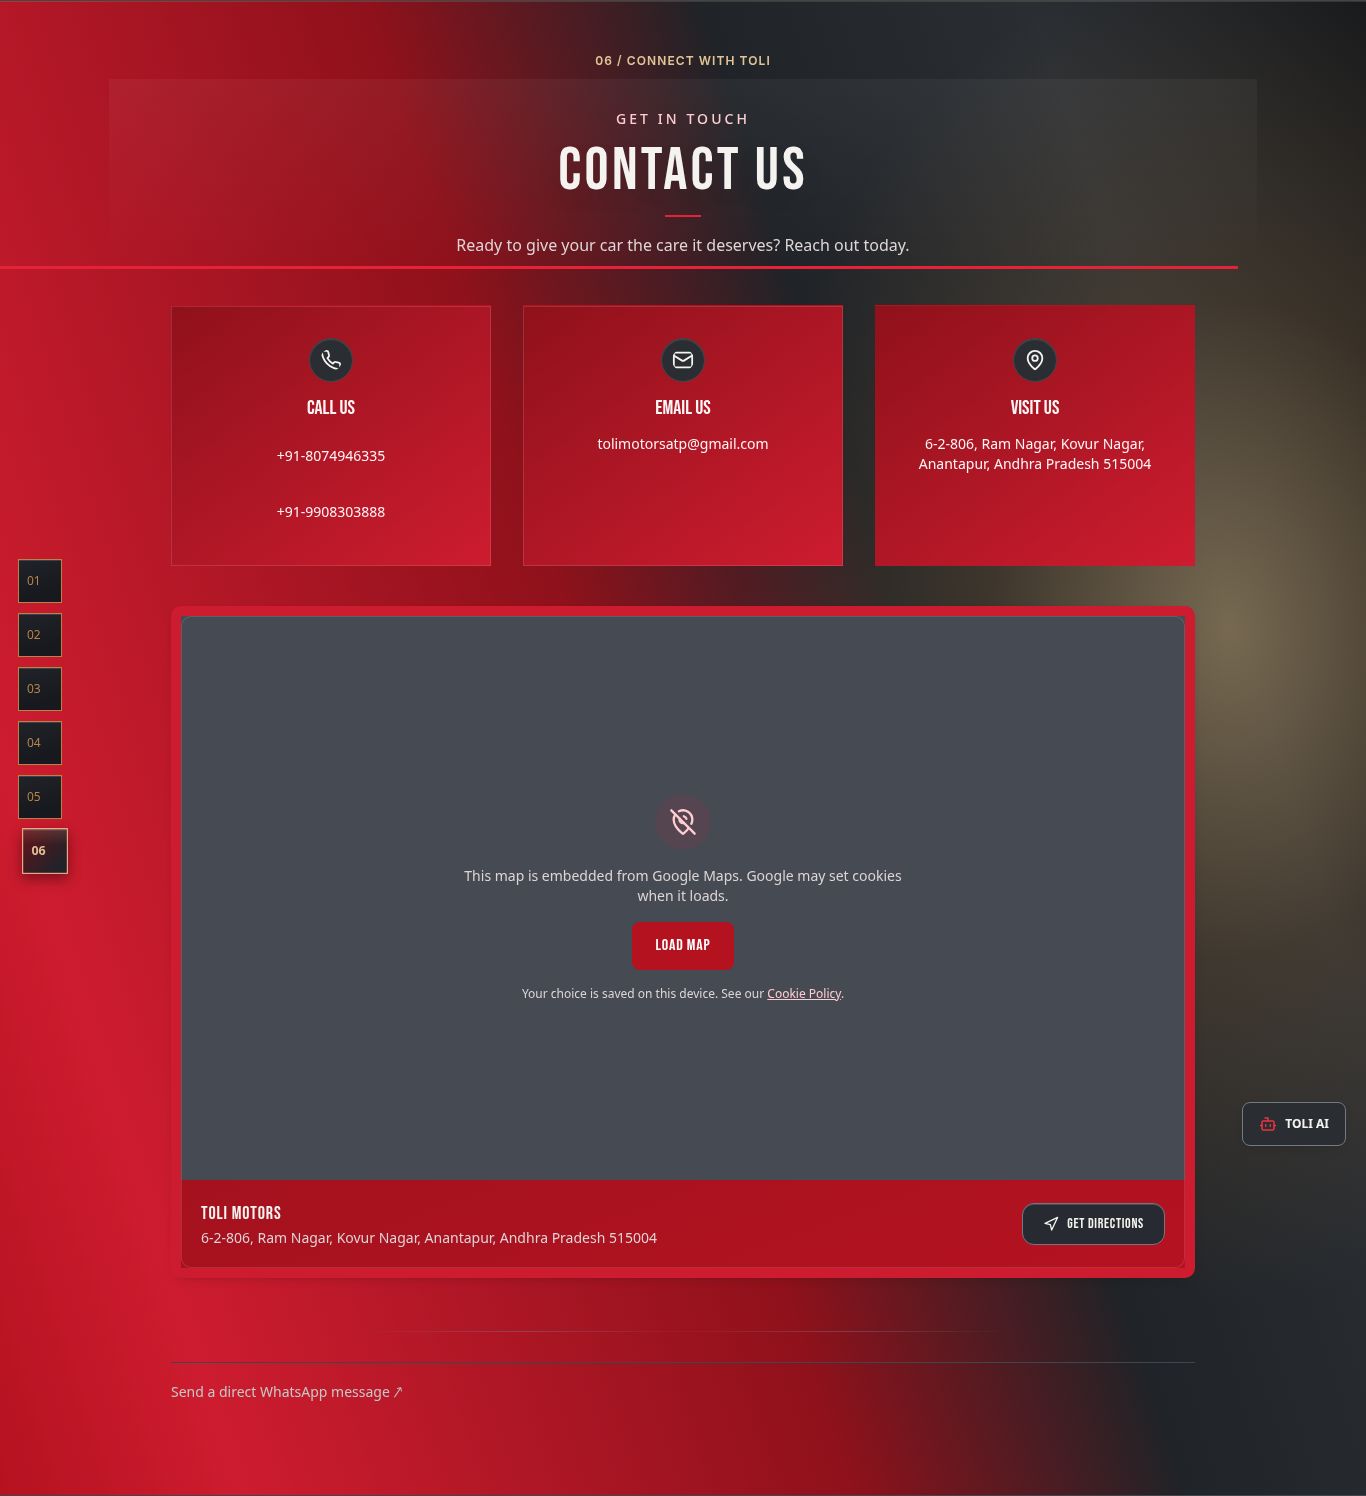 06 / CONNECT WITH TOLI
GET IN TOUCH
CONTACT US
Ready to give your car the care it deserves? Reach out today.
CALL US
+91-8074946335
+91-9908303888
EMAIL US
tolimotorsatp@gmail.com
VISIT US
6-2-806, Ram Nagar, Kovur Nagar,
Anantapur, Andhra Pradesh 515004
01
02
03
04
05
06
This map is embedded from Google Maps. Google may set cookies
when it loads.
LOAD MAP
Your choice is saved on this device. See our Cookie Policy.
TOLI AI
TOLI MOTORS
6-2-806, Ram Nagar, Kovur Nagar, Anantapur, Andhra Pradesh 515004
GET DIRECTIONS
Send a direct WhatsApp message ↗